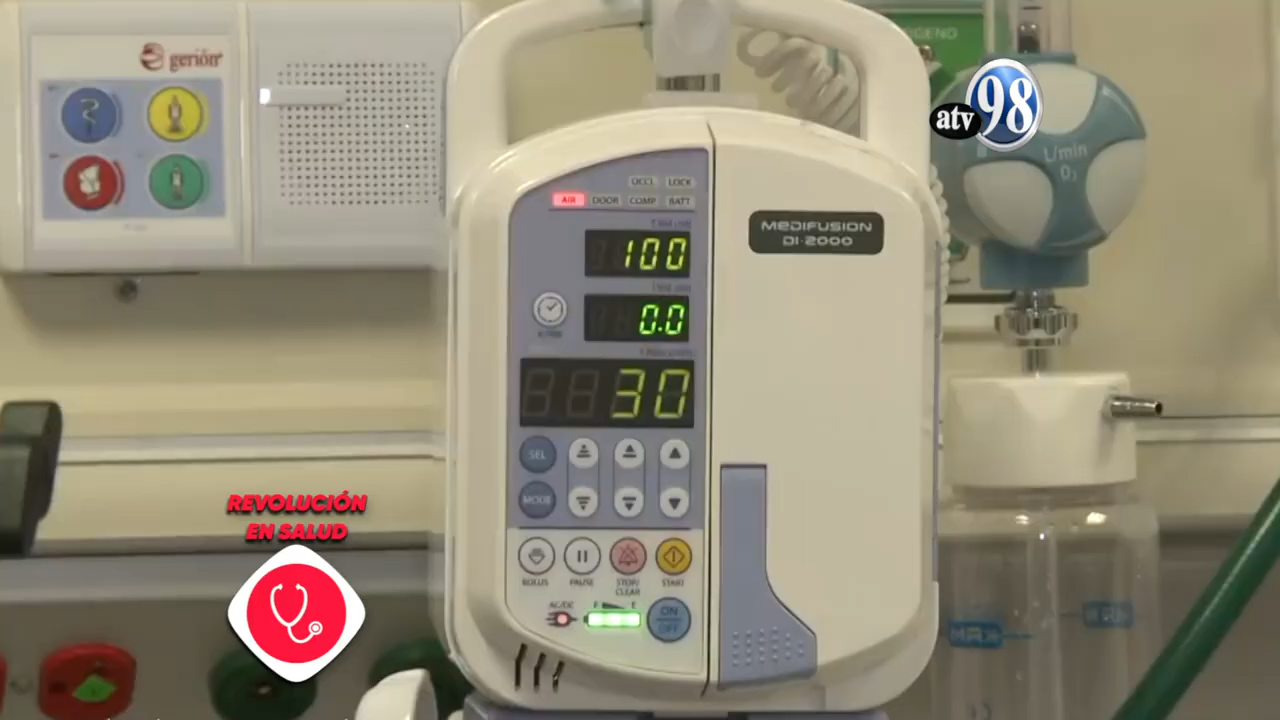 gerión
OCCL LOCK
AIR DOOR COMP BATT
100
0.0
30
SEL
MODE
BOLUS PAUSE STOP/ CLEAR START
AC/DC F E
ON
OFF
MEDIFUSION
DI-2000
atv 98
L/min
O₂
REVOLUCIÓN
EN SALUD